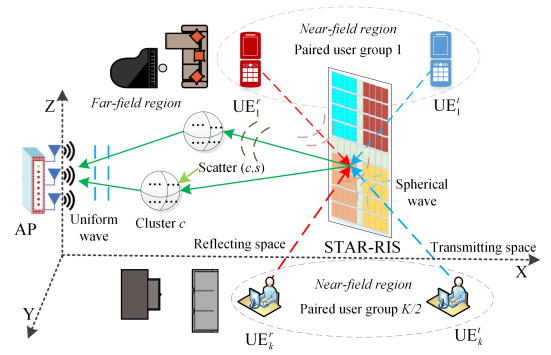 Near-field region
Paired user group 1
UE₁ʳ
UE₁ᵗ
Far-field region
Z
Scatter (c,s)
Cluster c
Spherical
wave
AP
Uniform
wave
Reflecting space
STAR-RIS
Transmitting space
X
Y
Near-field region
Paired user group K/2
UEₖʳ
UEₖᵗ